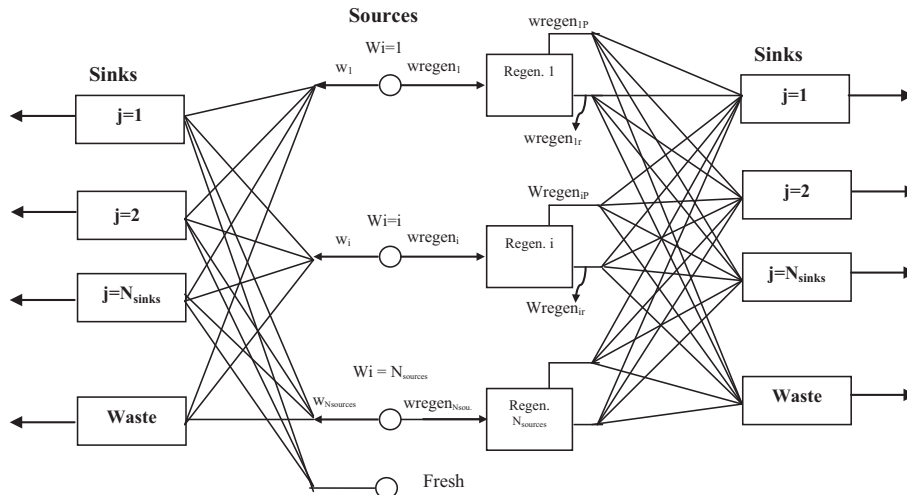 Sources
wregen1P
Wi=1
Sinks
w1
wregen1
Regen. 1
Sinks
j=1
j=1
wregen1r
j=2
WregeniP
j=2
Wi=i
wi
wregeni
Regen. i
j=Nsinks
j=Nsinks
Wregenir
Wi = Nsources
Waste
wNsources
wregenNsou.
Regen.
Nsources
Waste
Fresh